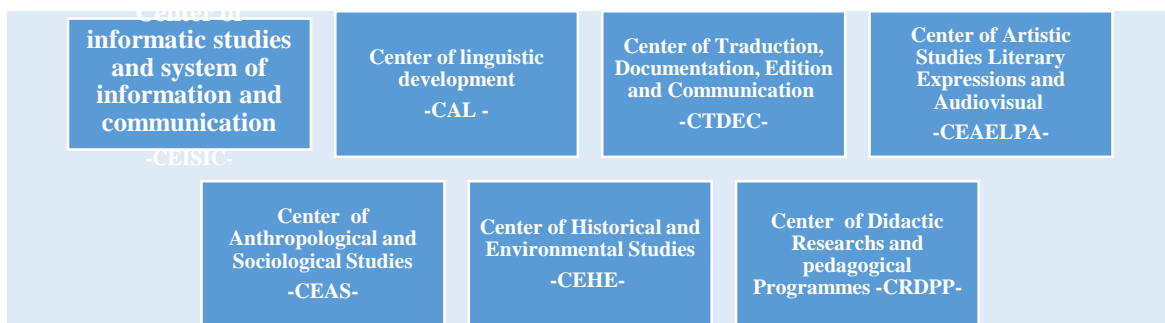 Center of
informatic studies
and system of
information and
communication
-CEISIC-
Center of linguistic
development
-CAL -
Center of Traduction,
Documentation, Edition
and Communication
-CTDEC-
Center of Artistic
Studies Literary
Expressions and
Audiovisual
-CEAELPA-
Center of
Anthropological and
Sociological Studies
-CEAS-
Center of Historical and
Environmental Studies
-CEHE-
Center of Didactic
Researchs and
pedagogical
Programmes -CRDPP-